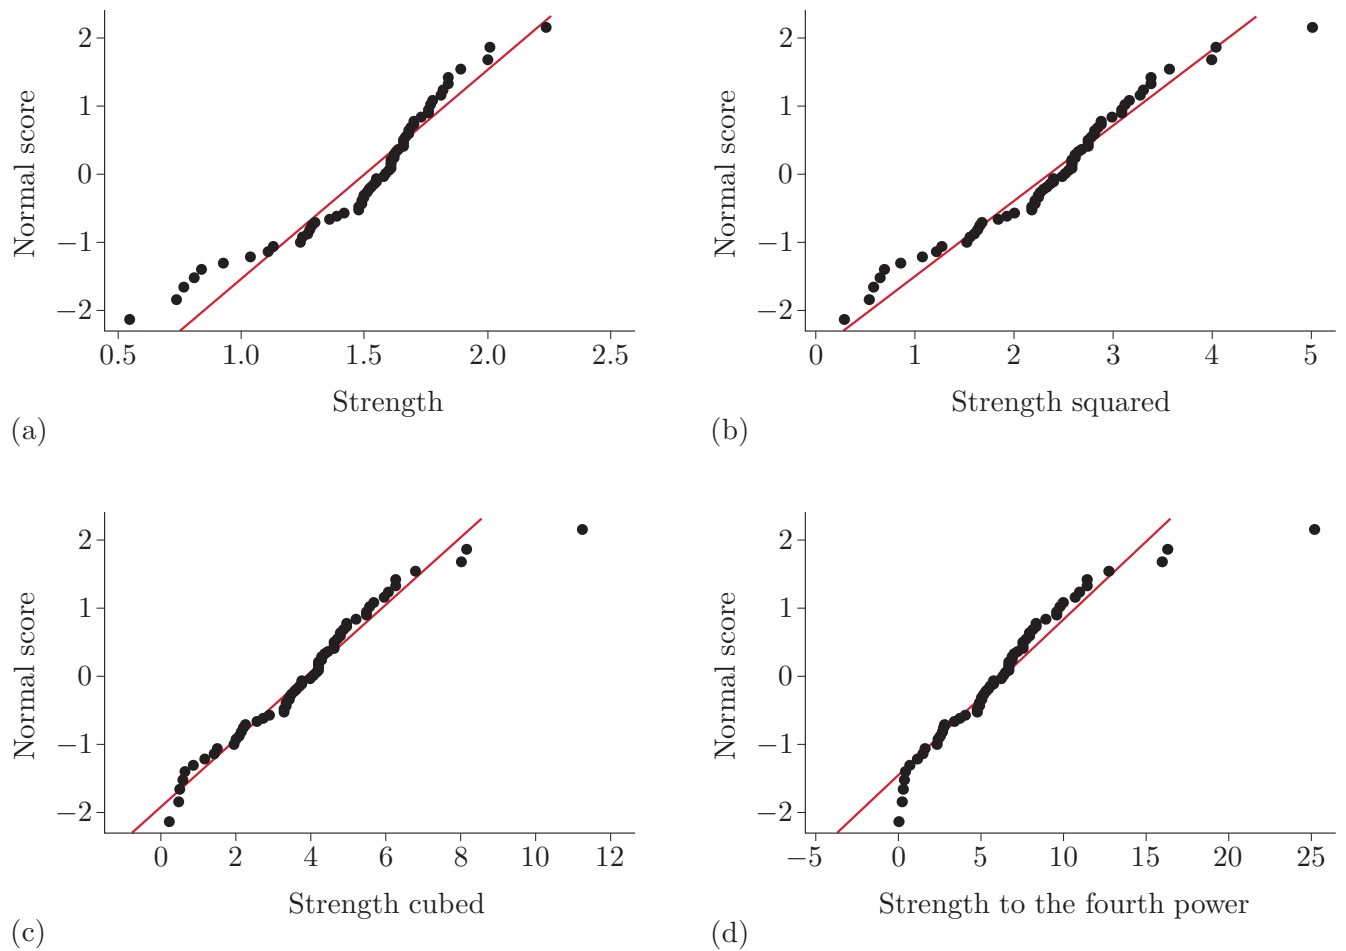 2
1
0
−1
−2
Normal score
0.5 1.0 1.5 2.0 2.5
Strength
(a)
2
1
0
−1
−2
Normal score
0 1 2 3 4 5
Strength squared
(b)
2
1
0
−1
−2
Normal score
0 2 4 6 8 10 12
Strength cubed
(c)
2
1
0
−1
−2
Normal score
−5 0 5 10 15 20 25
Strength to the fourth power
(d)